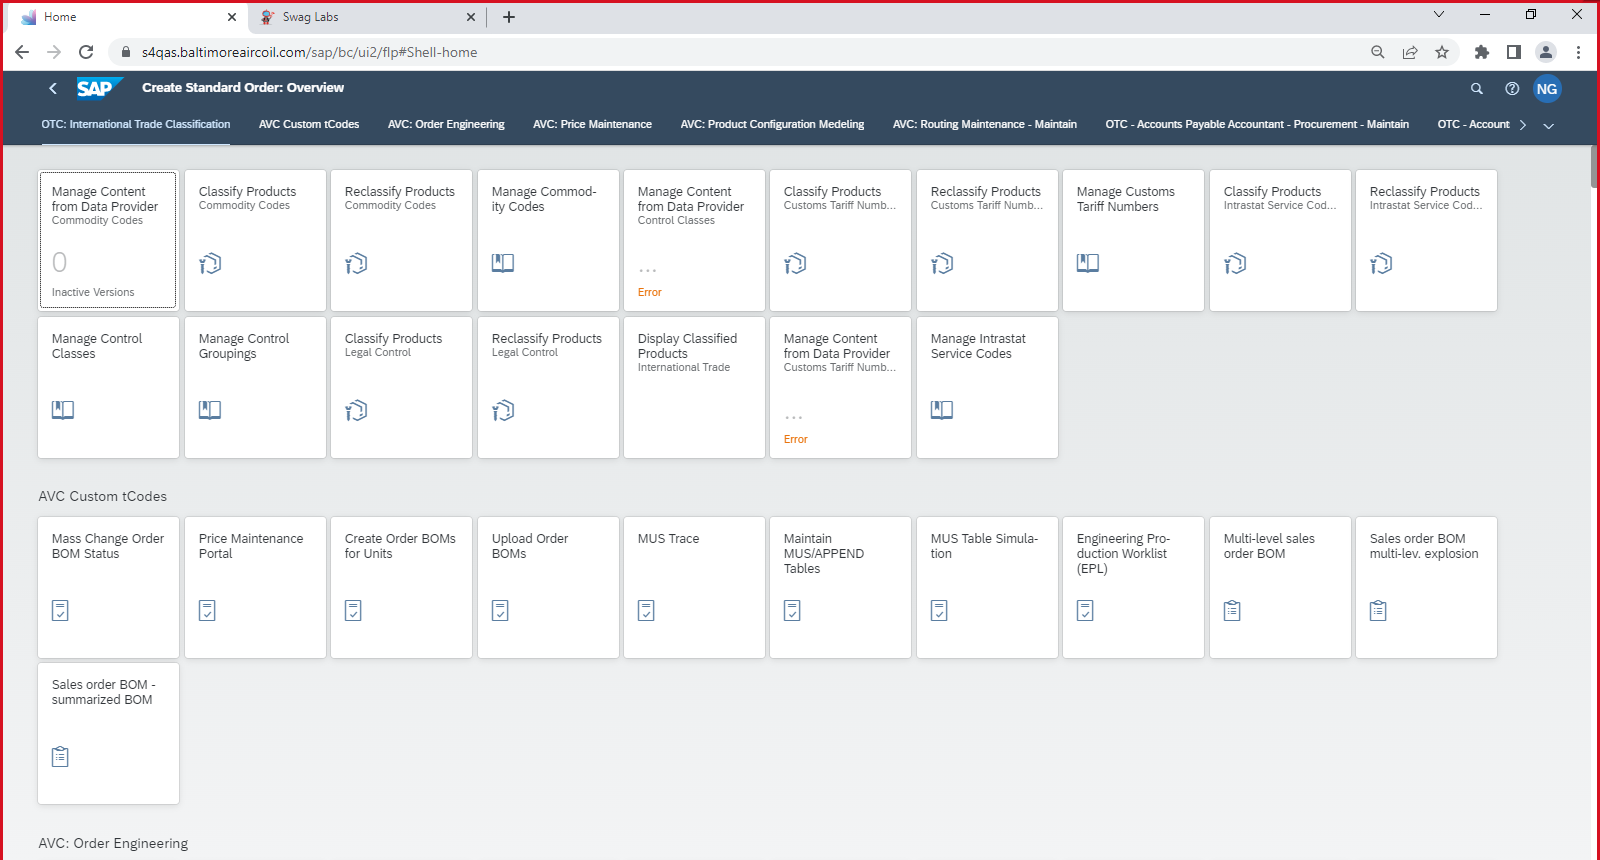 Home
Swag Labs
s4qas.baltimoreaircoil.com/sap/bc/ui2/flp#Shell-home
SAP
Create Standard Order: Overview
NG
OTC: International Trade Classification
AVC Custom tCodes
AVC: Order Engineering
AVC: Price Maintenance
AVC: Product Configuration Medeling
AVC: Routing Maintenance - Maintain
OTC - Accounts Payable Accountant - Procurement - Maintain
OTC - Account
Manage Content
from Data Provider
Commodity Codes
0
Inactive Versions
Classify Products
Commodity Codes
Reclassify Products
Commodity Codes
Manage Commod-
ity Codes
Manage Content
from Data Provider
Control Classes
...
Error
Classify Products
Customs Tariff Numb...
Reclassify Products
Customs Tariff Numb...
Manage Customs
Tariff Numbers
Classify Products
Intrastat Service Cod...
Reclassify Products
Intrastat Service Cod...
Manage Control
Classes
Manage Control
Groupings
Classify Products
Legal Control
Reclassify Products
Legal Control
Display Classified
Products
International Trade
Manage Content
from Data Provider
Customs Tariff Numb...
...
Error
Manage Intrastat
Service Codes
AVC Custom tCodes
Mass Change Order
BOM Status
Price Maintenance
Portal
Create Order BOMs
for Units
Upload Order
BOMs
MUS Trace
Maintain
MUS/APPEND
Tables
MUS Table Simula-
tion
Engineering Pro-
duction Worklist
(EPL)
Multi-level sales
order BOM
Sales order BOM
multi-lev. explosion
Sales order BOM -
summarized BOM
AVC: Order Engineering